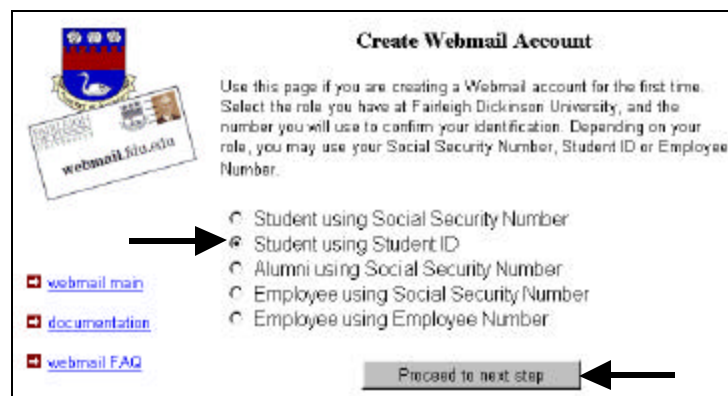 Create Webmail Account
Use this page if you are creating a Webmail account for the first time.
Select the role you have at Fairleigh Dickinson University, and the
number you will use to confirm your identification. Depending on your
role, you may use your Social Security Number, Student ID or Employee
Number.
webmail.fdu.edu
Student using Social Security Number
Student using Student ID
Alumni using Social Security Number
Employee using Social Security Number
Employee using Employee Number
webmail main
documentation
webmail FAQ
Proceed to next step